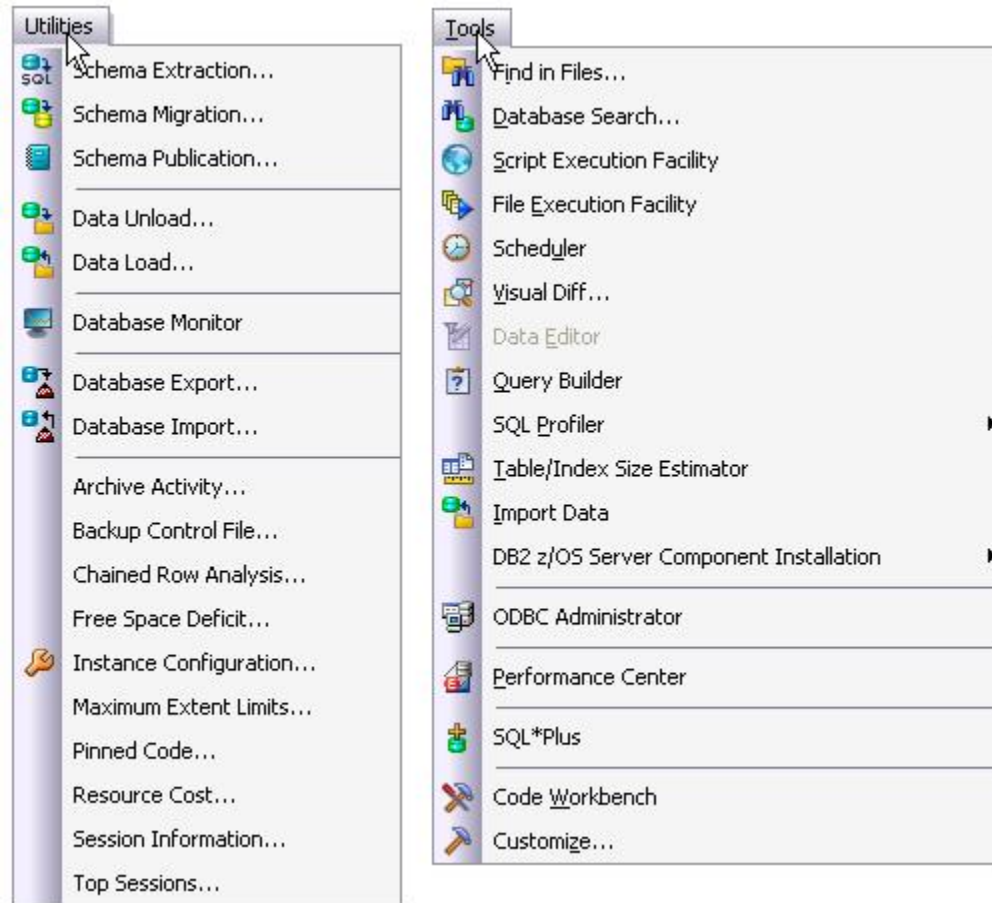 Utilities
Schema Extraction...
Schema Migration...
Schema Publication...
Data Unload...
Data Load...
Database Monitor
Database Export...
Database Import...
Archive Activity...
Backup Control File...
Chained Row Analysis...
Free Space Deficit...
Instance Configuration...
Maximum Extent Limits...
Pinned Code...
Resource Cost...
Session Information...
Top Sessions...
Tools
Find in Files...
Database Search...
Script Execution Facility
File Execution Facility
Scheduler
Visual Diff...
Data Editor
Query Builder
SQL Profiler
Table/Index Size Estimator
Import Data
DB2 z/OS Server Component Installation
ODBC Administrator
Performance Center
SQL*Plus
Code Workbench
Customize...
SQL